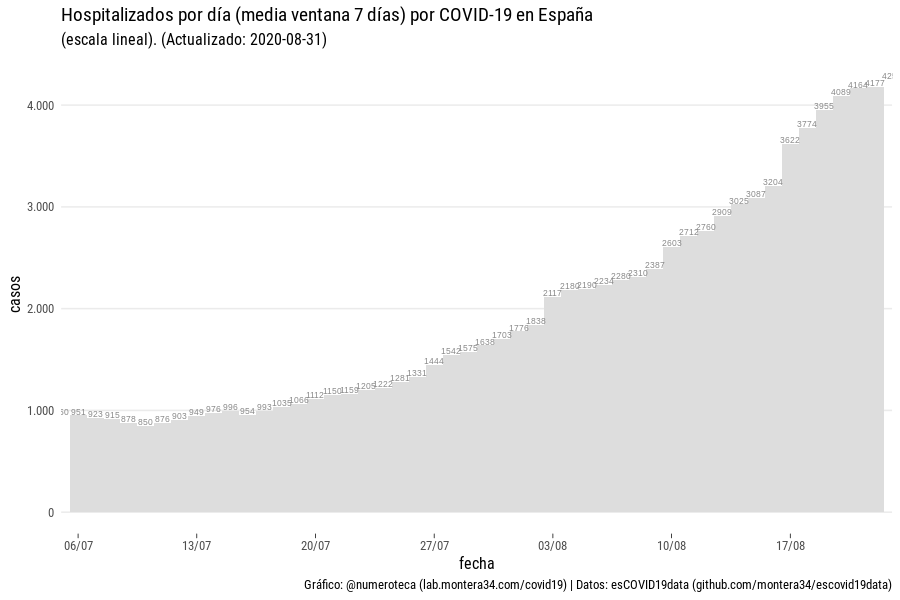 Hospitalizados por día (media ventana 7 días) por COVID-19 en España
(escala lineal). (Actualizado: 2020-08-31)
4.000
3.000
2.000
1.000
0
casos
951 923 915 878 850 876 903 949 976 996 954 993 1035 1066 1112 1150 1159 1205 1222 1281 1331 1444 1542 1575 1638 1703 1776 1838 2117 2180 2190 2234 2280 2310 2387 2603 2712 2760 2909 3025 3087 3204 3622 3774 3955 4089 4164 4177
06/07 13/07 20/07 27/07 03/08 10/08 17/08
fecha
Gráfico: @numeroteca (lab.montera34.com/covid19) | Datos: esCOVID19data (github.com/montera34/escovid19data)